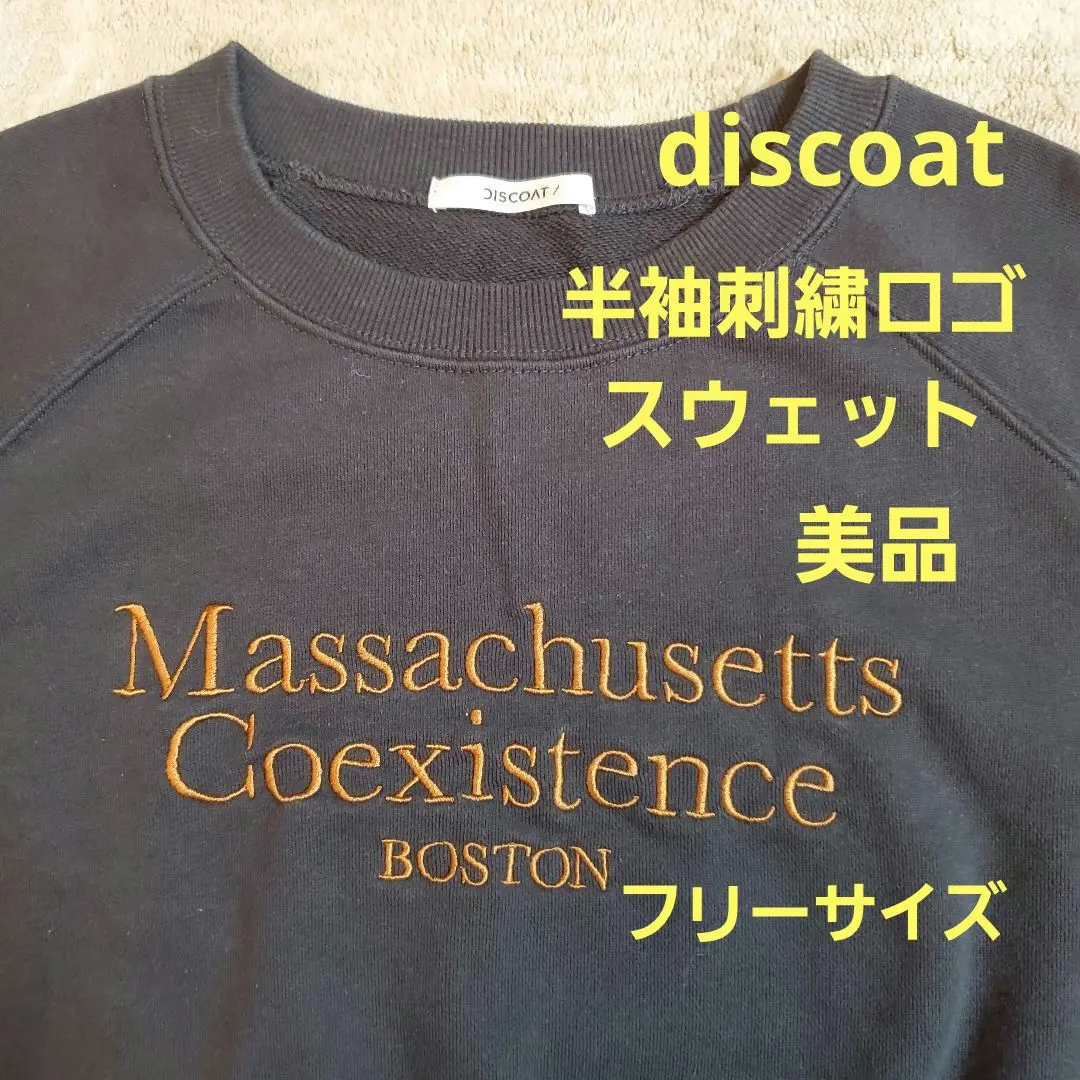 discoat
DISCOAT /
半袖刺繍ロゴ
スウェット
美品
Massachusetts
Coexistence
BOSTON
フリーサイズ